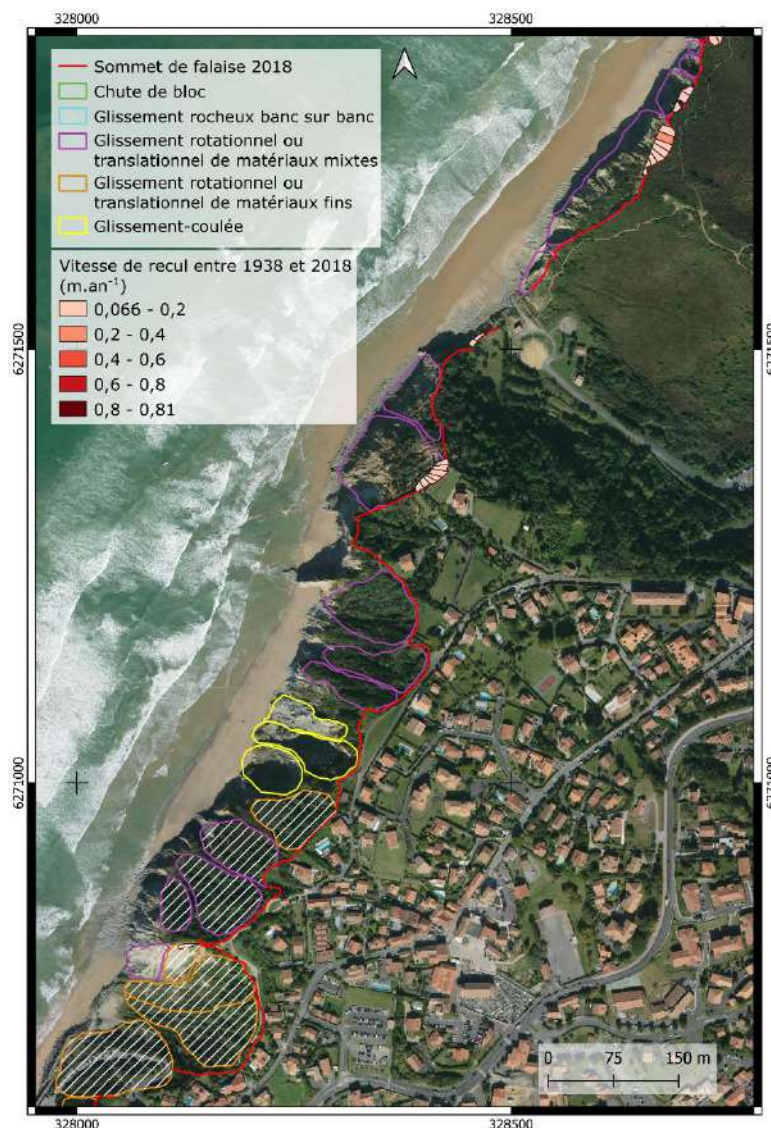 328000
328500
Sommet de falaise 2018
Chute de bloc
Glissement rocheux banc sur banc
Glissement rotationnel ou
translationnel de matériaux mixtes
Glissement rotationnel ou
translationnel de matériaux fins
Glissement-coulée
Vitesse de recul entre 1938 et 2018
(m.an⁻¹)
0,066 - 0,2
0,2 - 0,4
0,4 - 0,6
0,6 - 0,8
0,8 - 0,81
6271500
6271500
6271000
6271000
0 75 150 m
328000
328500